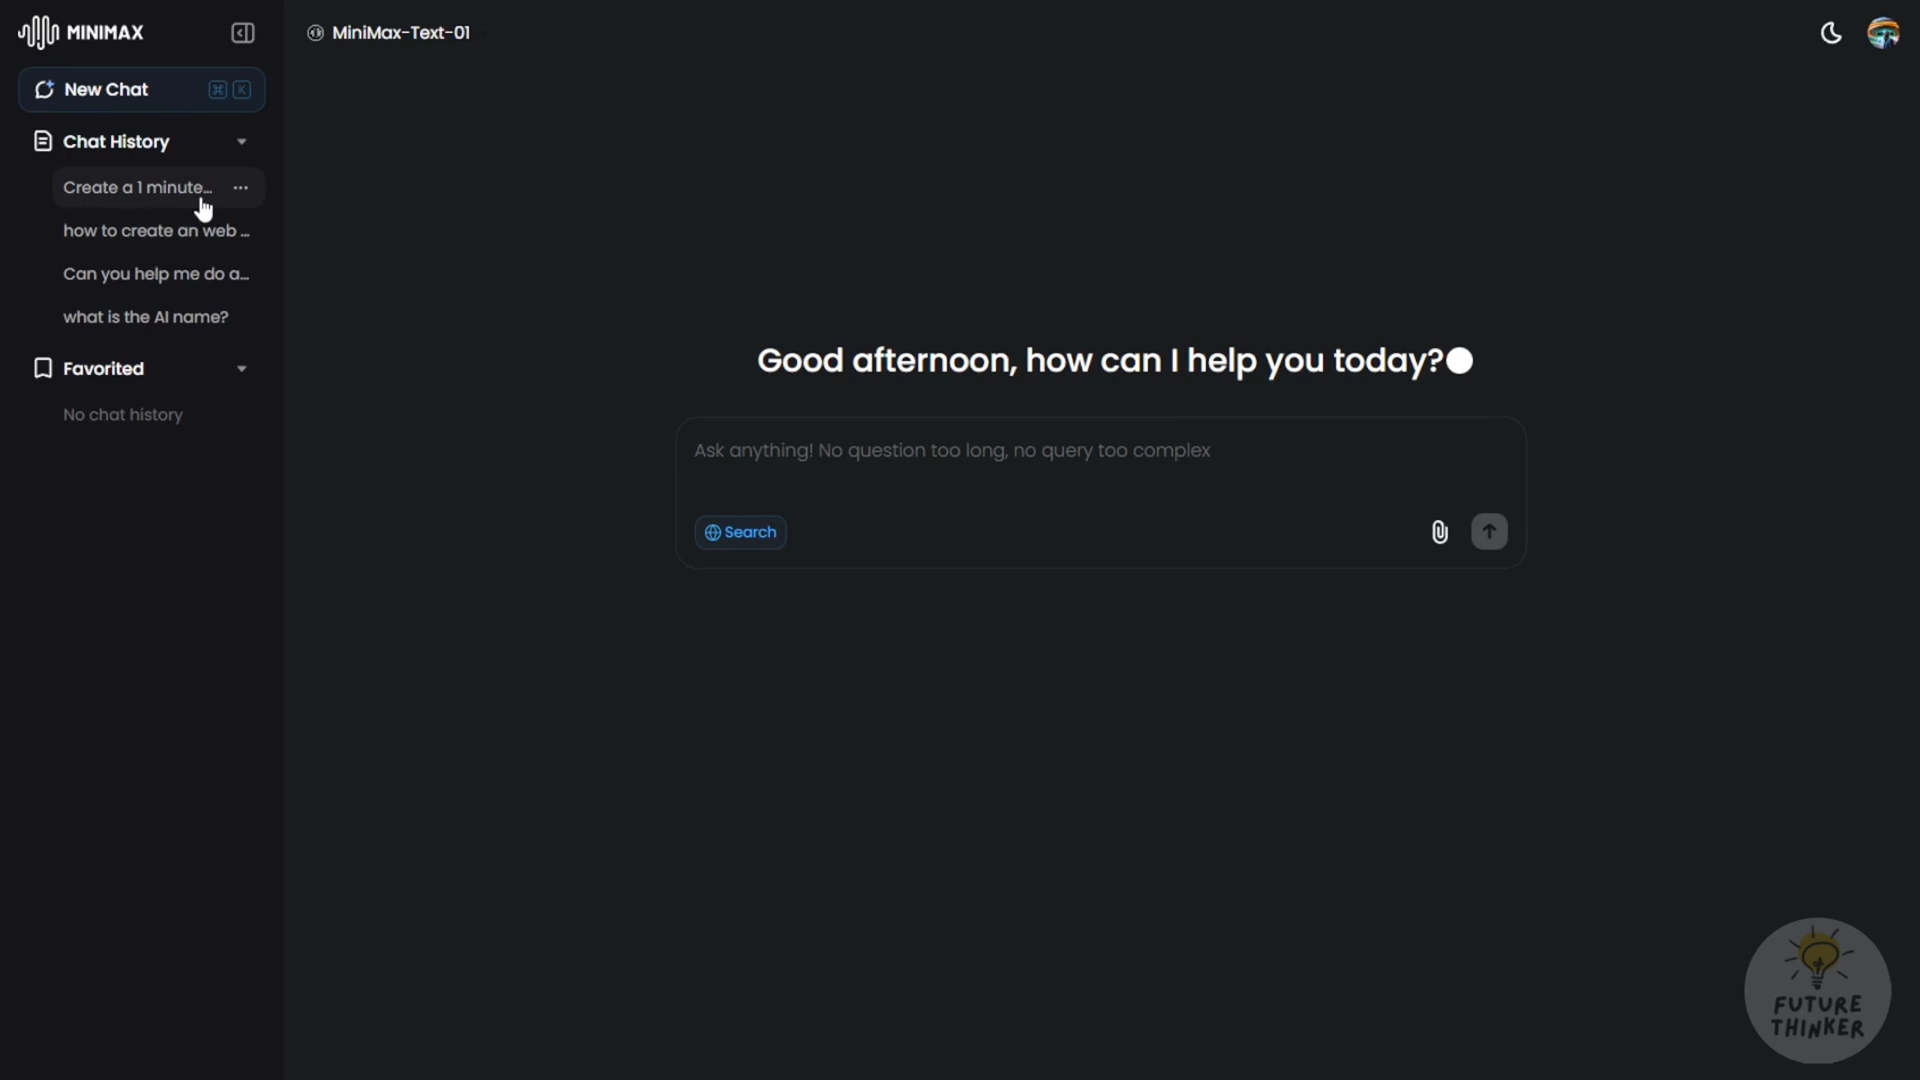 MINIMAX
MiniMax-Text-01
New Chat
⌘ K
Chat History
Create a 1 minute...
how to create an web ...
Can you help me do a...
what is the AI name?
Favorited
No chat history
Good afternoon, how can I help you today?
Ask anything! No question too long, no query too complex
Search
FUTURE
THINKER